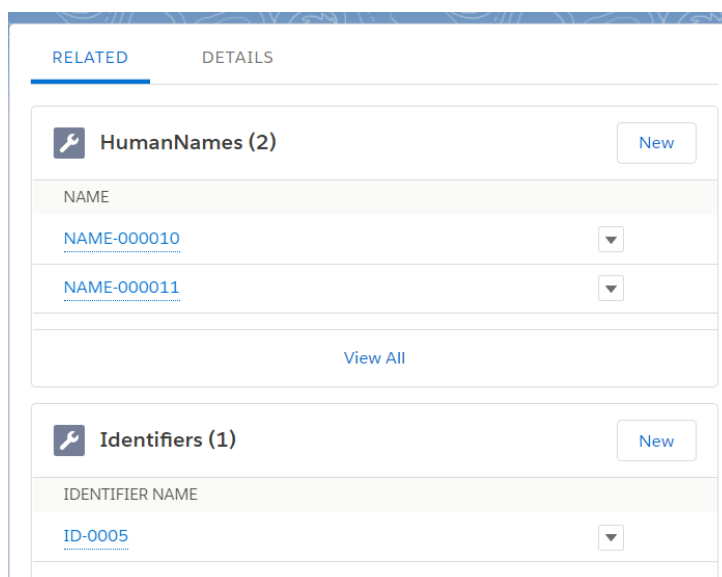 RELATED DETAILS
HumanNames (2) New
NAME
NAME-000010
NAME-000011
View All
Identifiers (1) New
IDENTIFIER NAME
ID-0005